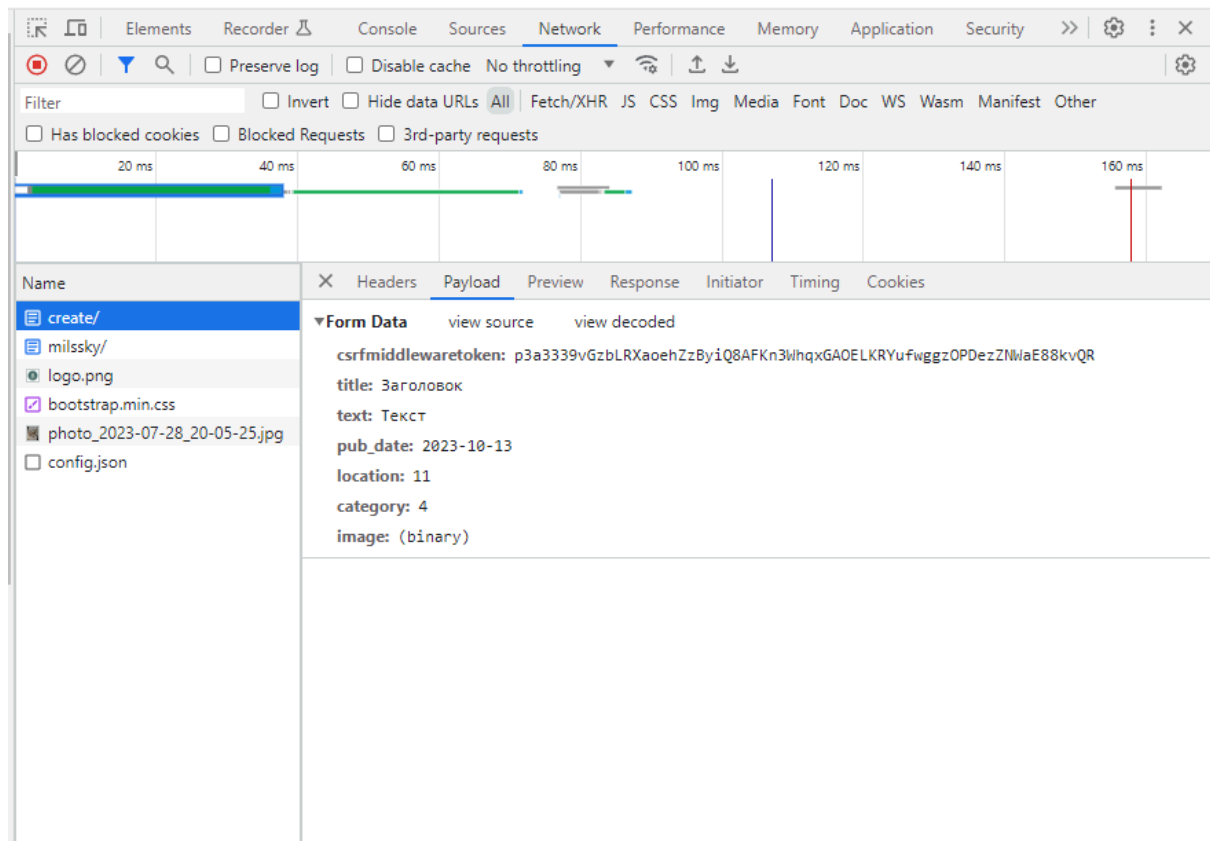 Elements Recorder Console Sources Network Performance Memory Application Security
Preserve log Disable cache No throttling
Filter Invert Hide data URLs All Fetch/XHR JS CSS Img Media Font Doc WS Wasm Manifest Other
Has blocked cookies Blocked Requests 3rd-party requests
20 ms 40 ms 60 ms 80 ms 100 ms 120 ms 140 ms 160 ms
Name
create/
milssky/
logo.png
bootstrap.min.css
photo_2023-07-28_20-05-25.jpg
config.json
Headers Payload Preview Response Initiator Timing Cookies
Form Data view source view decoded
csrfmiddlewaretoken: p3a3339vGzbLRXaoehZzByiQ8AFKn3WhqxGAOELKRYufwggzOPDezZNWaE88kvQR
title: Заголовок
text: Текст
pub_date: 2023-10-13
location: 11
category: 4
image: (binary)